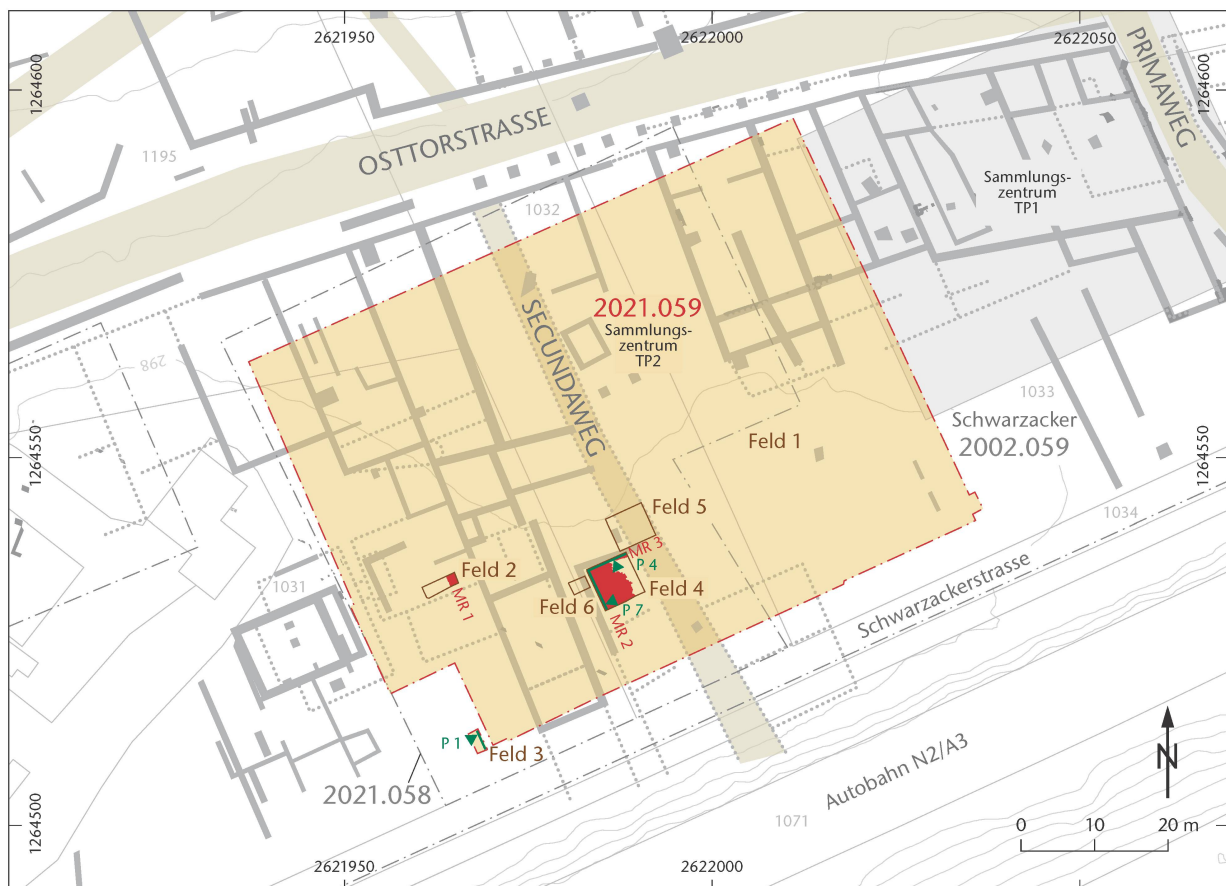 2621950
2622000
2622050
1264600
1264600
PRIMAWEG
OSTTORSTRASSE
1195
Sammlungs-
zentrum
TP1
1032
2021.059
Sammlungs-
zentrum
TP2
SECUNDAWEG
298
1033
Schwarzacker
2002.059
Feld 1
1264550
1264550
1034
Feld 5
MR 3
P 4
Feld 2
MR 1
Feld 4
Feld 6
P 7
MR 2
1031
Schwarzackerstrasse
P 1
Feld 3
2021.058
Autobahn N2/A3
N
1071
1264500
0 10 20 m
2621950
2622000